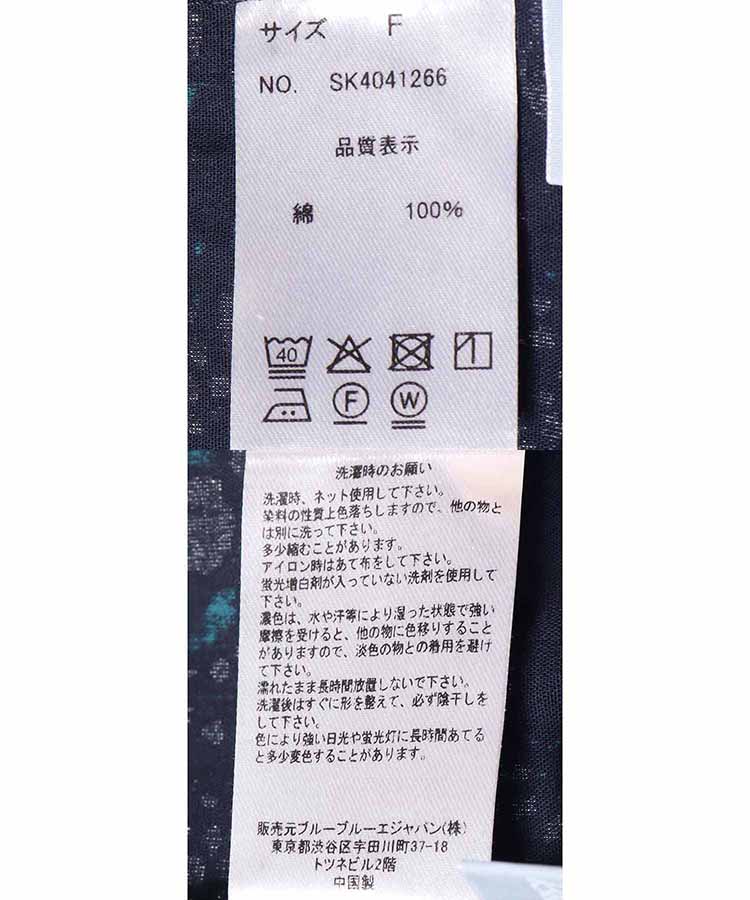 サイズ F
NO. SK4041266
品質表示
綿 100%
40
F W
洗濯時のお願い
洗濯時、ネット使用して下さい。
染料の性質上色落ちしますので、他の物と
は別に洗って下さい。
多少縮むことがあります。
アイロン時はあて布をして下さい。
蛍光増白剤が入っていない洗剤を使用して
下さい。
濃色は、水や汗等により湿った状態で強い
摩擦を受けると、他の物に色移りすること
がありますので、淡色の物との着用を避け
て下さい。
濡れたまま長時間放置しないで下さい。
洗濯後はすぐに形を整えて、必ず陰干しを
して下さい。
色により強い日光や蛍光灯に長時間あてる
と多少変色することがあります。
販売元ブルーブルーエジャパン(株)
東京都渋谷区宇田川町37-18
トツネビル2階
中国製